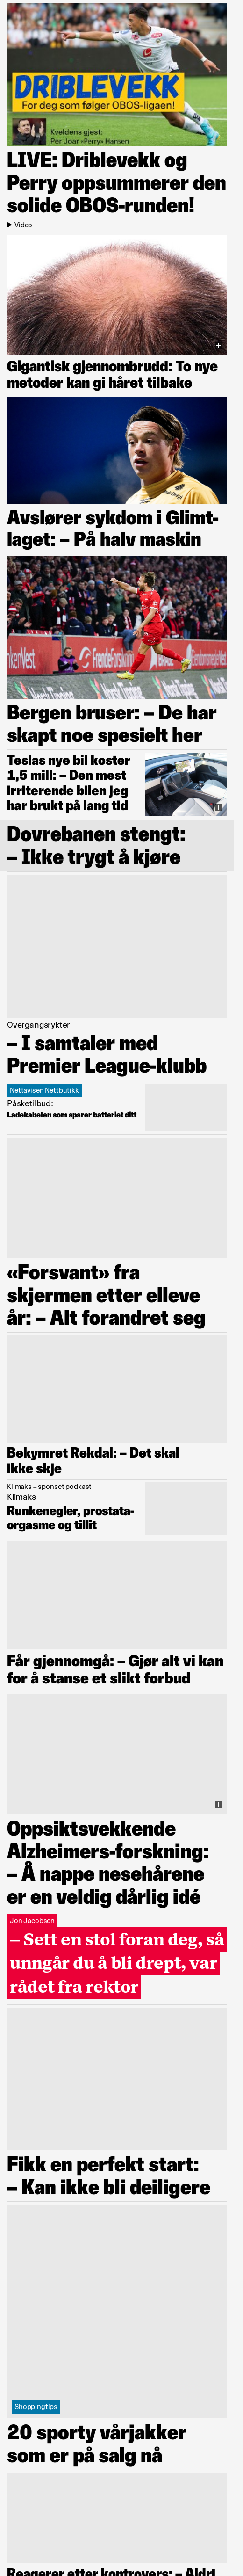 DRIBLEVEKK
For deg som følger OBOS-ligaen!
Kveldens gjest:
Per Joar «Perry» Hansen
LIVE: Driblevekk og
Perry oppsummerer den
solide OBOS-runden!
Video
Gigantisk gjennombrudd: To nye
metoder kan gi håret tilbake
Avslører sykdom i Glimt-
laget: – På halv maskin
Bergen bruser: – De har
skapt noe spesielt her
Teslas nye bil koster
1,5 mill: – Den mest
irriterende bilen jeg
har brukt på lang tid
Dovrebanen stengt:
– Ikke trygt å kjøre
Overgangsrykter
– I samtaler med
Premier League-klubb
Nettavisen Nettbutikk
Påsketilbud:
Ladekabelen som sparer batteriet ditt
«Forsvant» fra
skjermen etter elleve
år: – Alt forandret seg
Bekymret Rekdal: – Det skal
ikke skje
Klimaks – sponset podkast
Klimaks
Runkenegler, prostata-
orgasme og tillit
Får gjennomgå: – Gjør alt vi kan
for å stanse et slikt forbud
Oppsiktsvekkende
Alzheimers-forskning:
– Å nappe nesehårene
er en veldig dårlig idé
Jon Jacobsen
– Sett en stol foran deg, så
unngår du å bli drept, var
rådet fra rektor
Fikk en perfekt start:
– Kan ikke bli deiligere
Shoppingtips
20 sporty vårjakker
som er på salg nå
Reagerer etter kontrovers: – Aldri